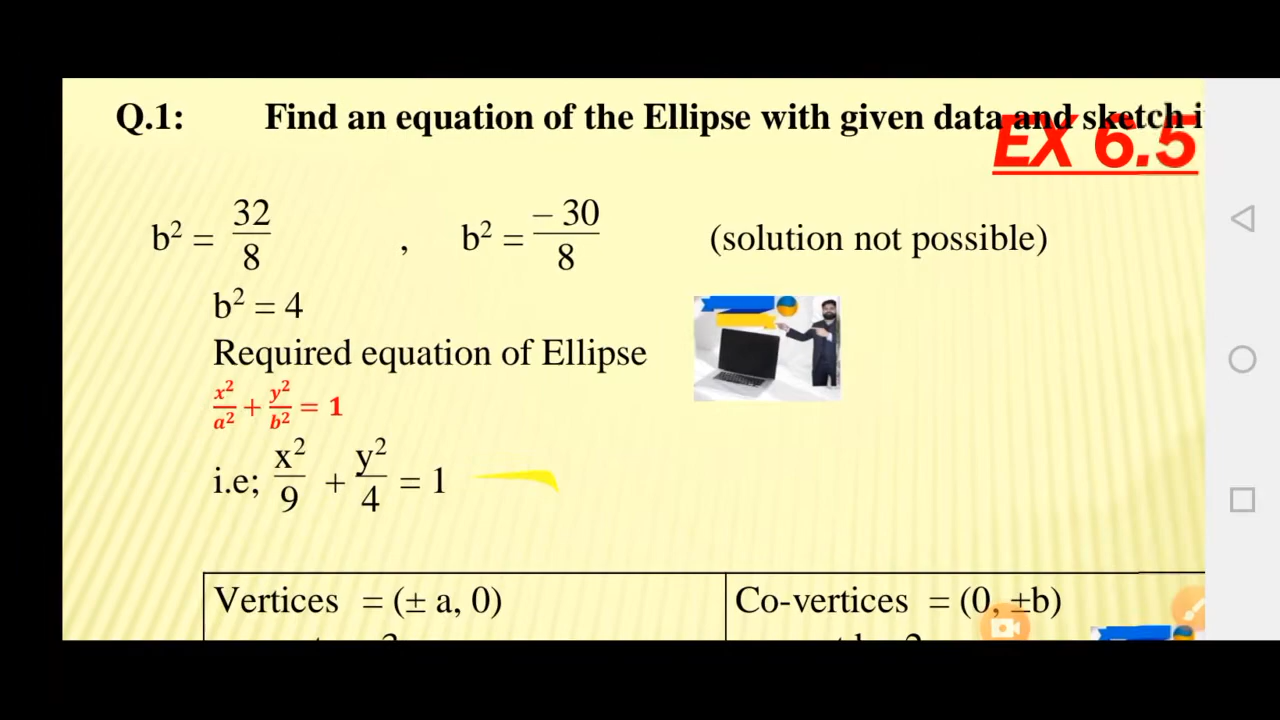 Q.1: Find an equation of the Ellipse with given data and sketch
EX 6.5
b² = 32/8 , b² = – 30/8 (solution not possible)
b² = 4
Required equation of Ellipse
x²/a² + y²/b² = 1
i.e; x²/9 + y²/4 = 1
Vertices = (± a, 0) Co-vertices = (0, ±b)